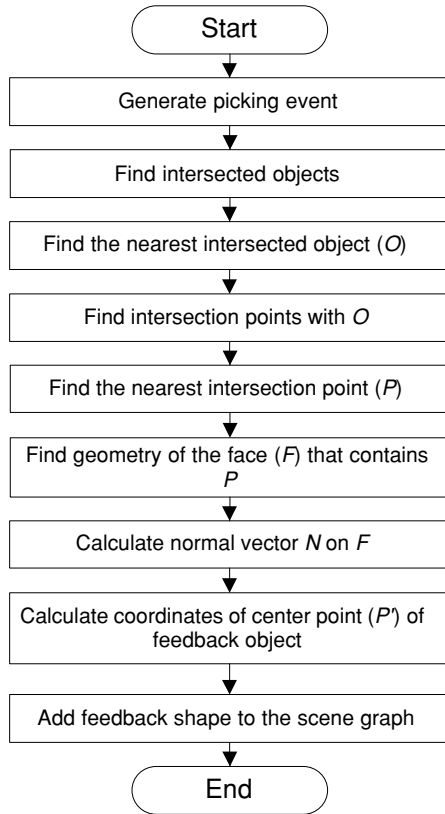 Start
Generate picking event
Find intersected objects
Find the nearest intersected object (O)
Find intersection points with O
Find the nearest intersection point (P)
Find geometry of the face (F) that contains
P
Calculate normal vector N on F
Calculate coordinates of center point (P') of
feedback object
Add feedback shape to the scene graph
End